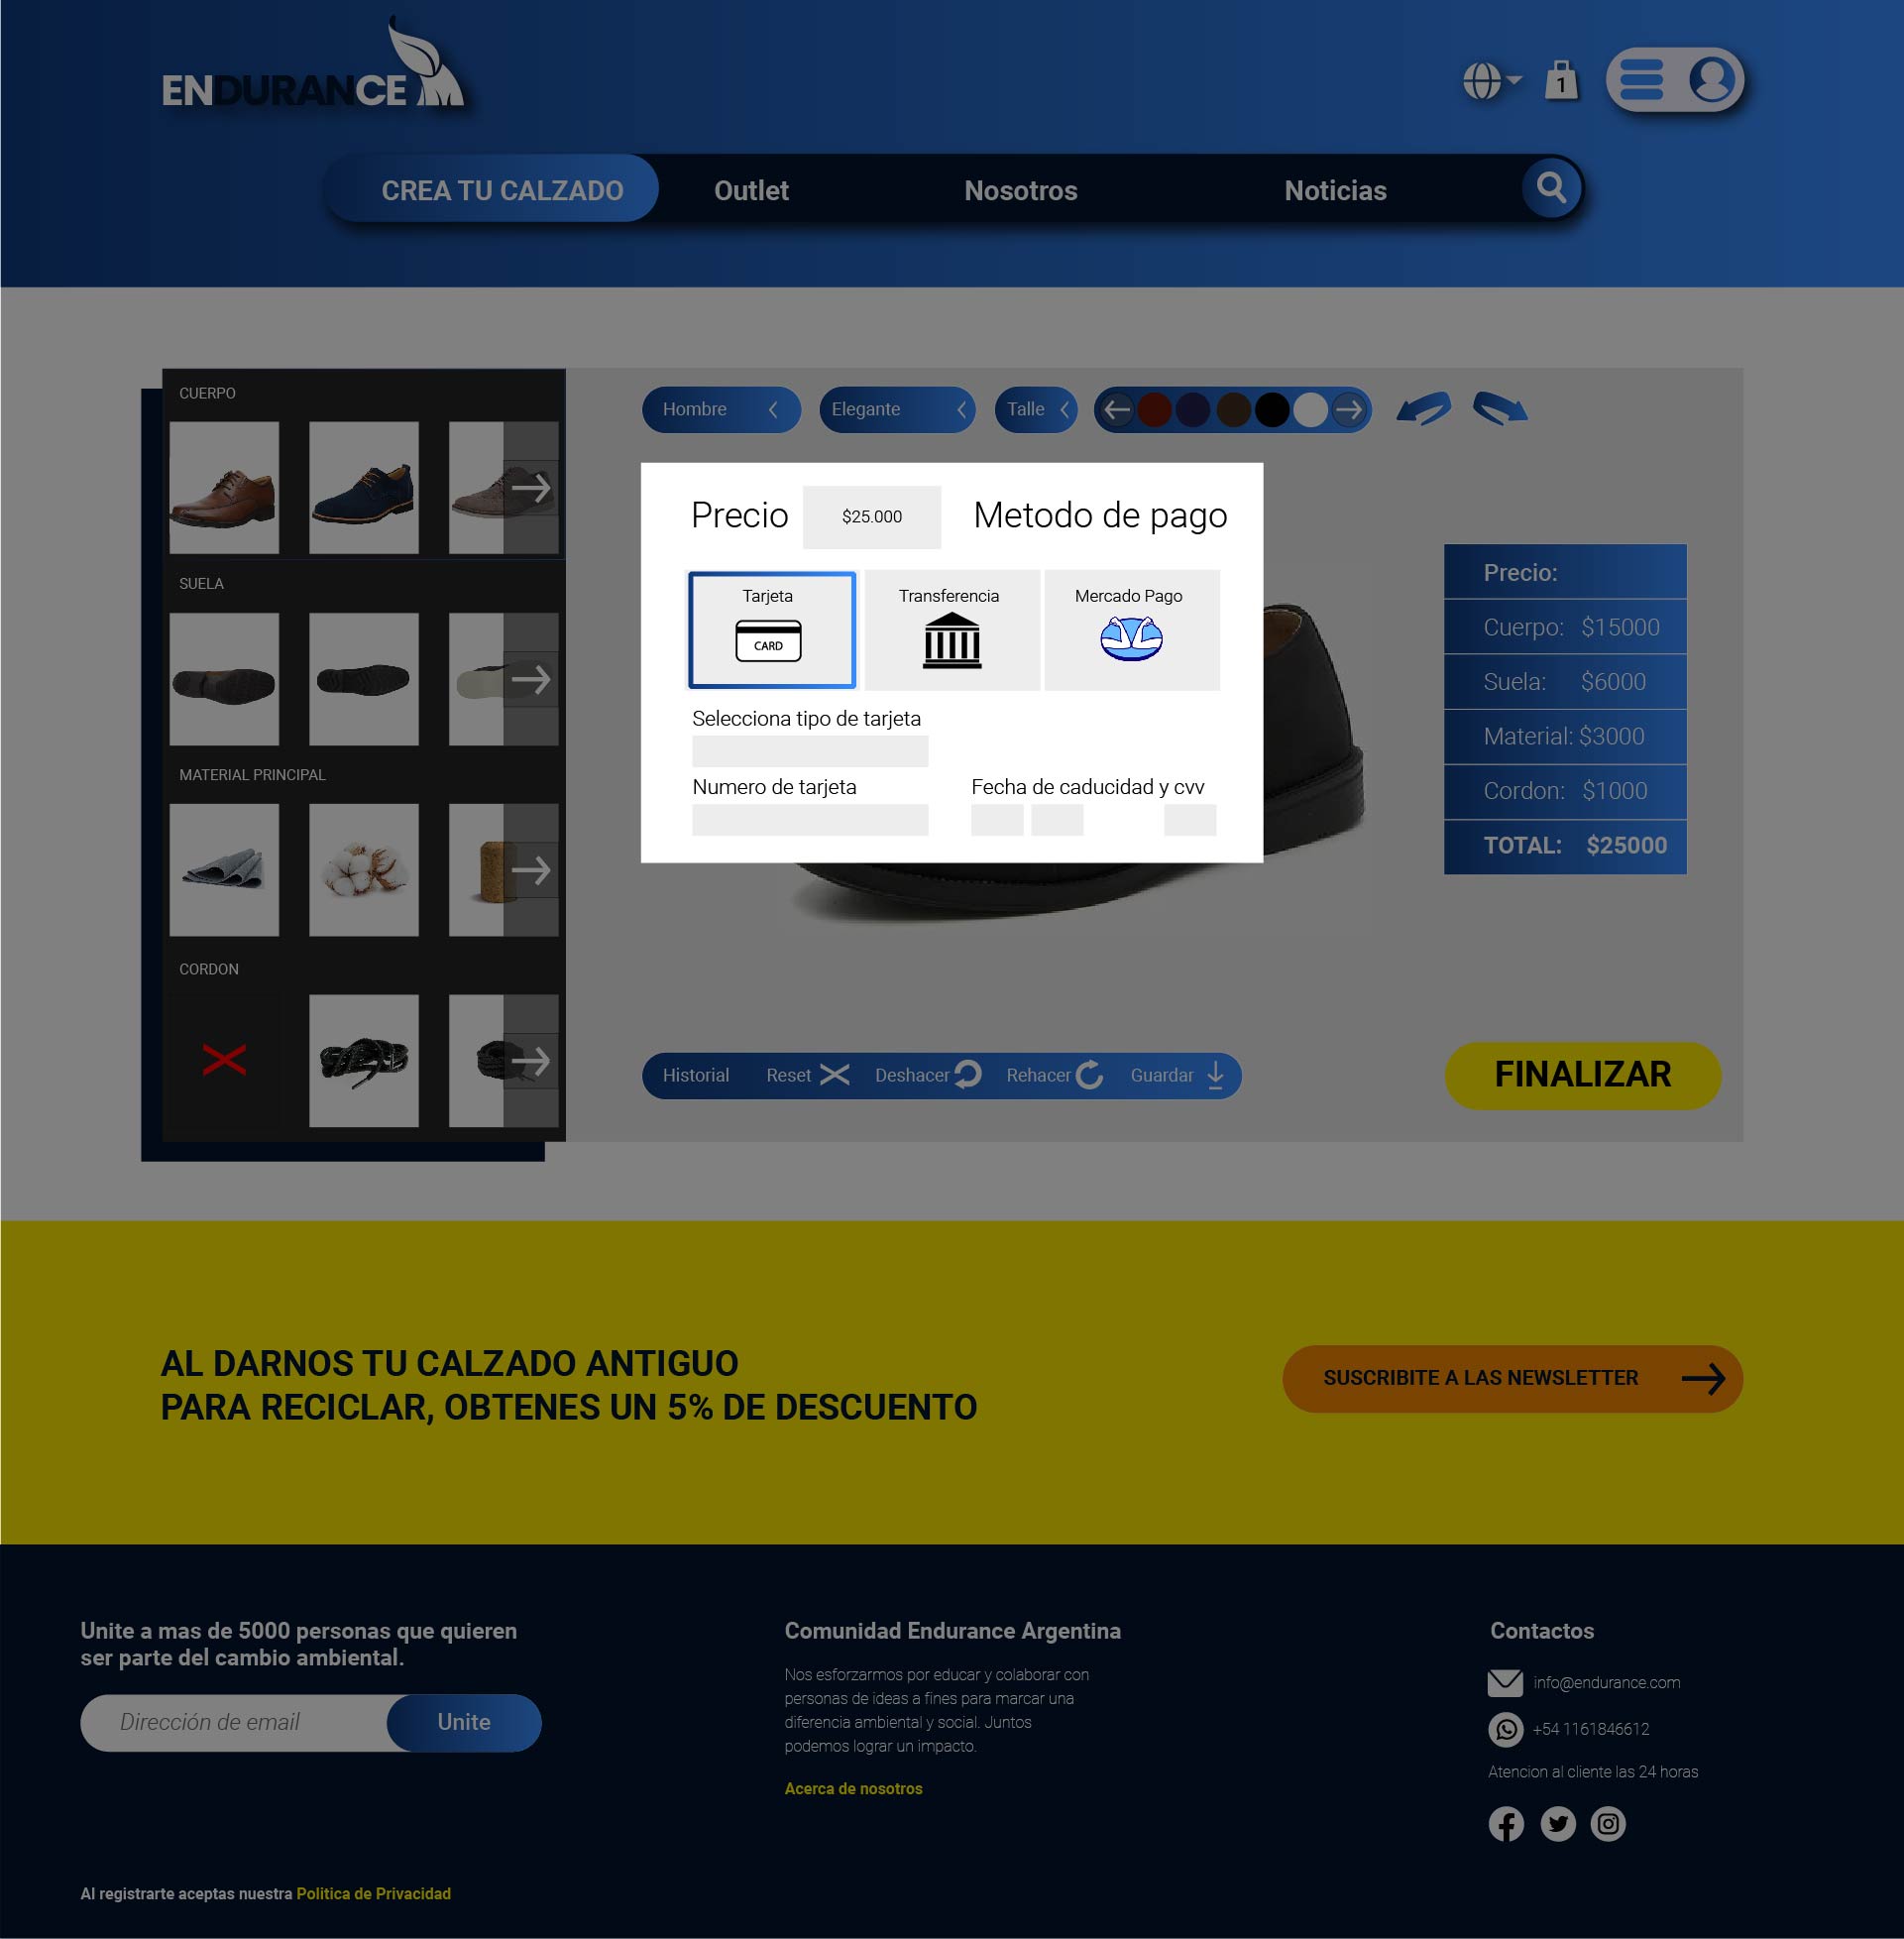 ENDURANCE
1
CREA TU CALZADO
Outlet
Nosotros
Noticias
CUERPO
SUELA
MATERIAL PRINCIPAL
CORDON
Hombre
Elegante
Talle
Precio
$25.000
Metodo de pago
Tarjeta
CARD
Transferencia
Mercado Pago
Selecciona tipo de tarjeta
Numero de tarjeta
Fecha de caducidad y cvv
Precio:
Cuerpo: $15000
Suela: $6000
Material: $3000
Cordon: $1000
TOTAL: $25000
Historial
Reset
Deshacer
Rehacer
Guardar
FINALIZAR
AL DARNOS TU CALZADO ANTIGUO
PARA RECICLAR, OBTENES UN 5% DE DESCUENTO
SUSCRIBITE A LAS NEWSLETTER
Unite a mas de 5000 personas que quieren
ser parte del cambio ambiental.
Dirección de email
Unite
Al registrarte aceptas nuestra Politica de Privacidad
Comunidad Endurance Argentina
Nos esforzarmos por educar y colaborar con
personas de ideas a fines para marcar una
diferencia ambiental y social. Juntos
podemos lograr un impacto.
Acerca de nosotros
Contactos
info@endurance.com
+54 1161846612
Atencion al cliente las 24 horas